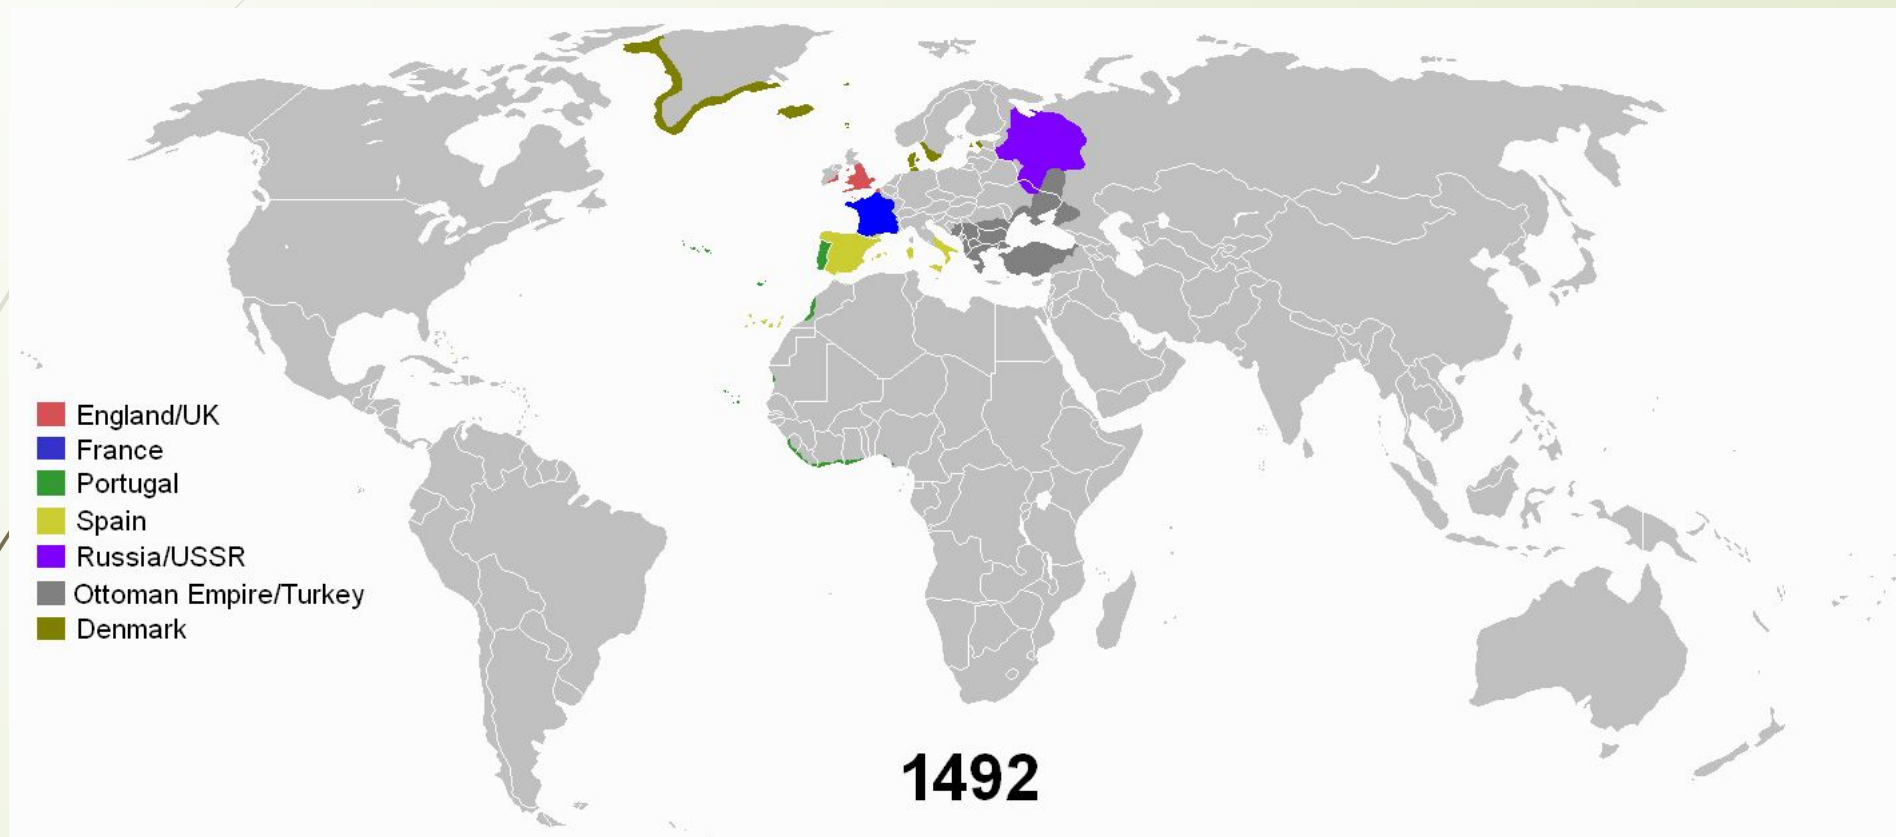 England/UK
France
Portugal
Spain
Russia/USSR
Ottoman Empire/Turkey
Denmark
1492